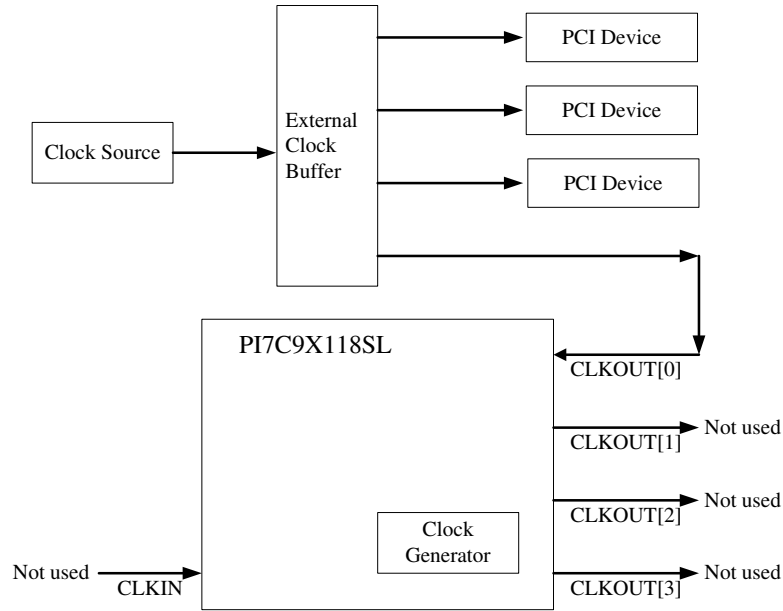 PCI Device
External
Clock
Buffer
PCI Device
Clock Source
PCI Device
PI7C9X118SL
CLKOUT[0]
CLKOUT[1]
Not used
CLKOUT[2]
Not used
Clock
Generator
Not used
CLKIN
CLKOUT[3]
Not used